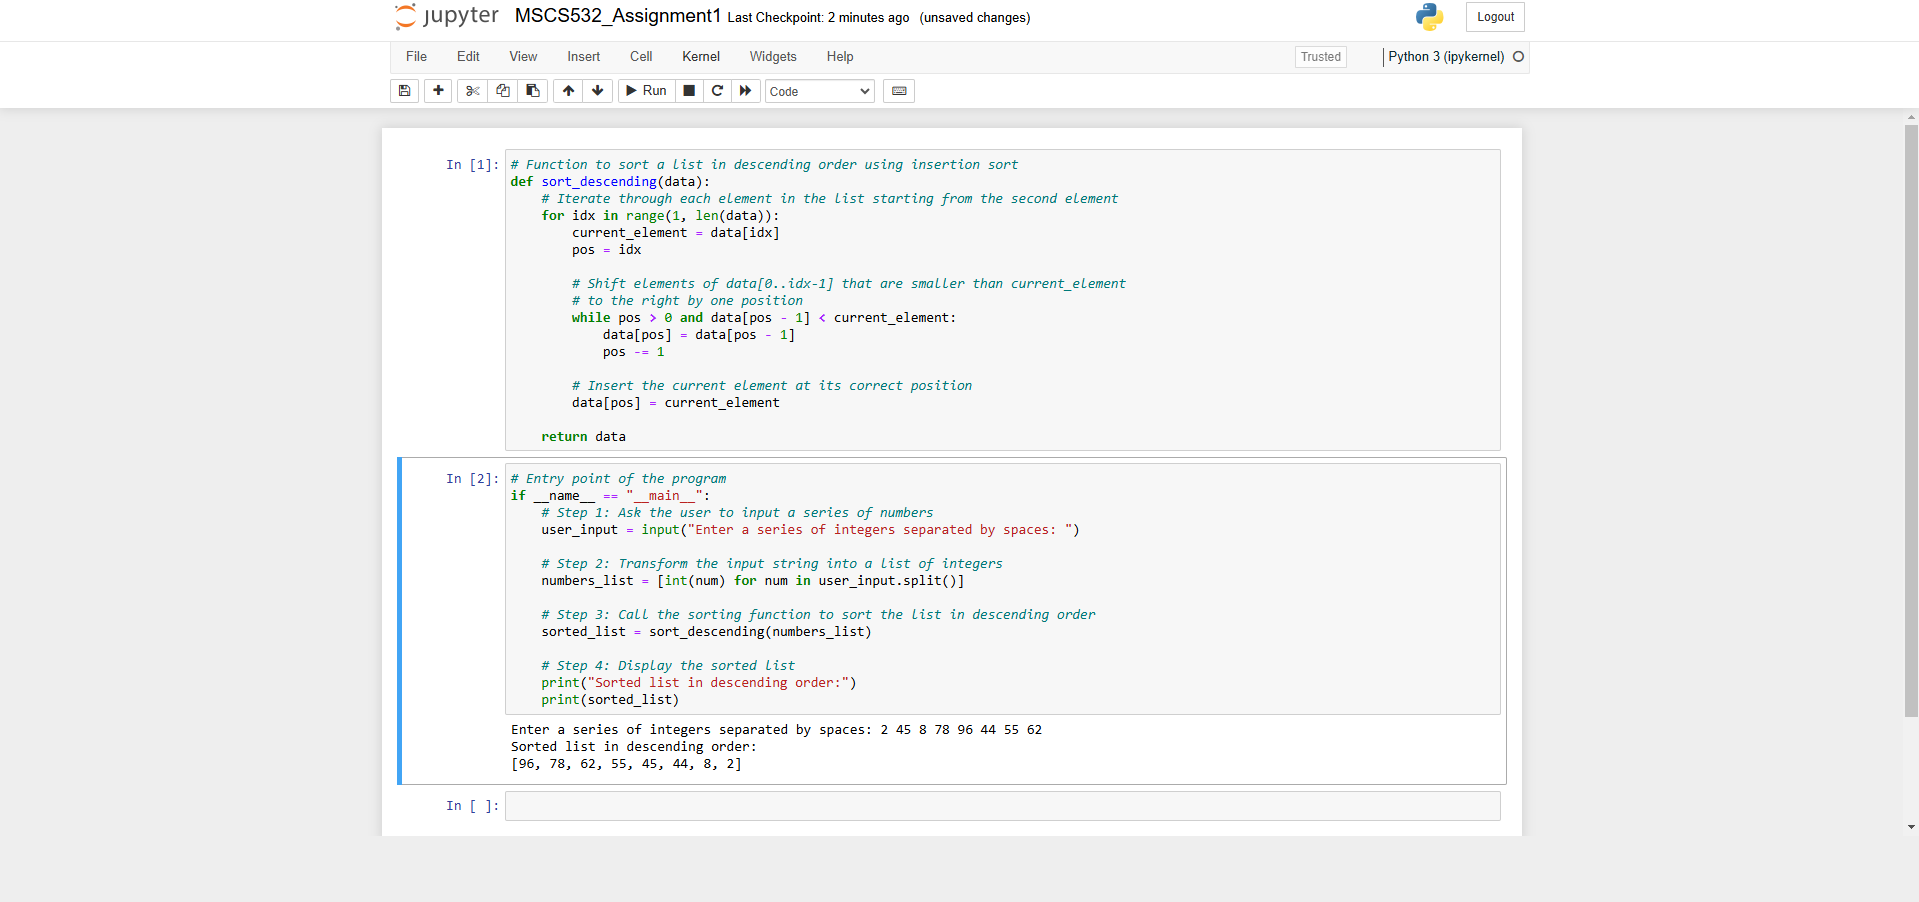 jupyter MSCS532_Assignment1 Last Checkpoint: 2 minutes ago (unsaved changes) Logout
File Edit View Insert Cell Kernel Widgets Help Trusted Python 3 (ipykernel)
Run Code
In [1]: # Function to sort a list in descending order using insertion sort
def sort_descending(data):
    # Iterate through each element in the list starting from the second element
    for idx in range(1, len(data)):
        current_element = data[idx]
        pos = idx

        # Shift elements of data[0..idx-1] that are smaller than current_element
        # to the right by one position
        while pos > 0 and data[pos - 1] < current_element:
            data[pos] = data[pos - 1]
            pos -= 1

        # Insert the current element at its correct position
        data[pos] = current_element

    return data
In [2]: # Entry point of the program
if __name__ == "__main__":
    # Step 1: Ask the user to input a series of numbers
    user_input = input("Enter a series of integers separated by spaces: ")

    # Step 2: Transform the input string into a list of integers
    numbers_list = [int(num) for num in user_input.split()]

    # Step 3: Call the sorting function to sort the list in descending order
    sorted_list = sort_descending(numbers_list)

    # Step 4: Display the sorted list
    print("Sorted list in descending order:")
    print(sorted_list)
Enter a series of integers separated by spaces: 2 45 8 78 96 44 55 62
Sorted list in descending order:
[96, 78, 62, 55, 45, 44, 8, 2]
In [ ]: